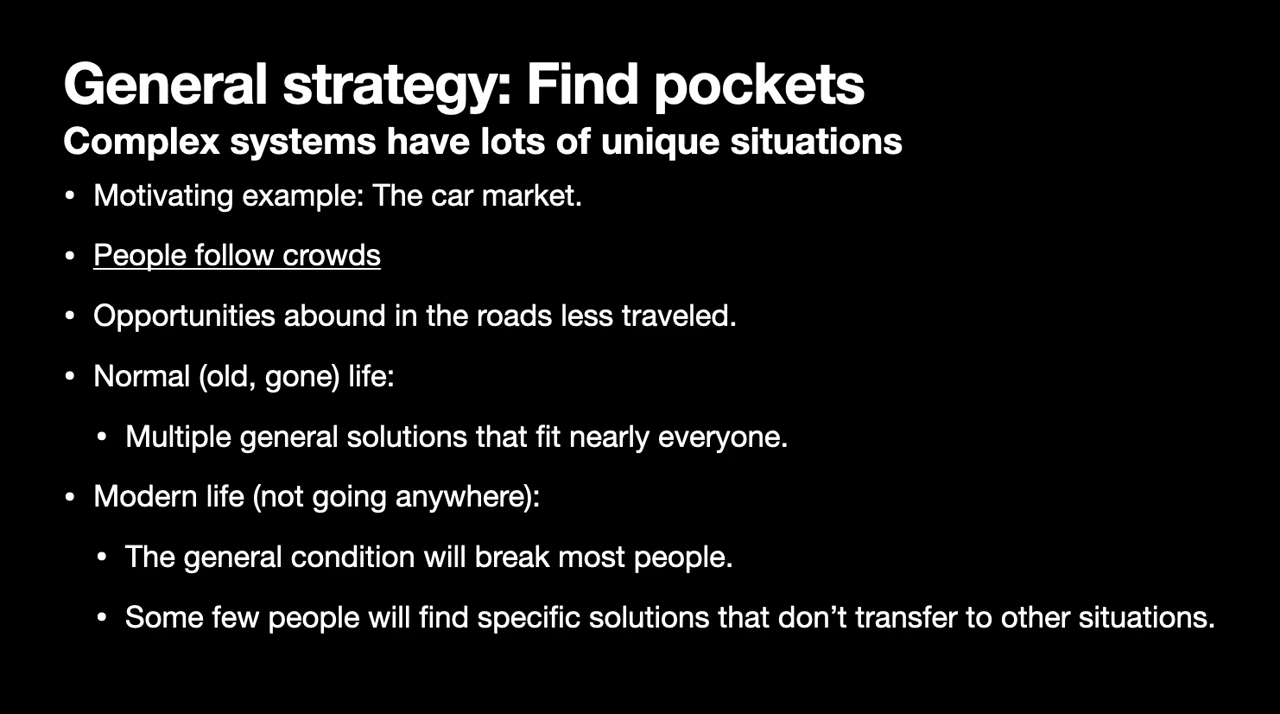 General strategy: Find pockets
Complex systems have lots of unique situations
• Motivating example: The car market.
• People follow crowds
• Opportunities abound in the roads less traveled.
• Normal (old, gone) life:
• Multiple general solutions that fit nearly everyone.
• Modern life (not going anywhere):
• The general condition will break most people.
• Some few people will find specific solutions that don’t transfer to other situations.